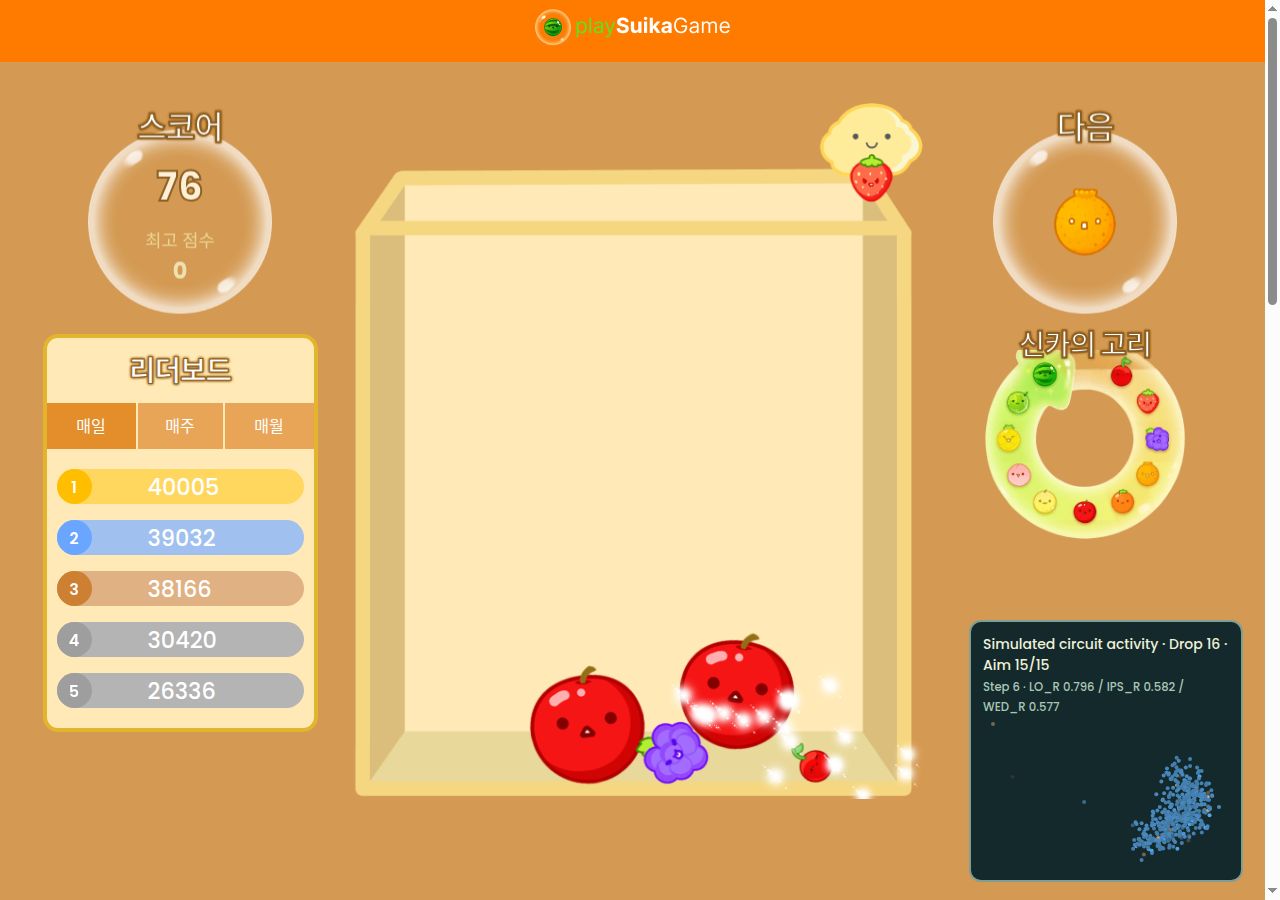 playSuikaGame
스코어
76
최고 점수
0
다음
신카의 고리
리더보드
매일 매주 매월
1 40005
2 39032
3 38166
4 30420
5 26336
Simulated circuit activity · Drop 16 ·
Aim 15/15
Step 6 · LO_R 0.796 / IPS_R 0.582 /
WED_R 0.577